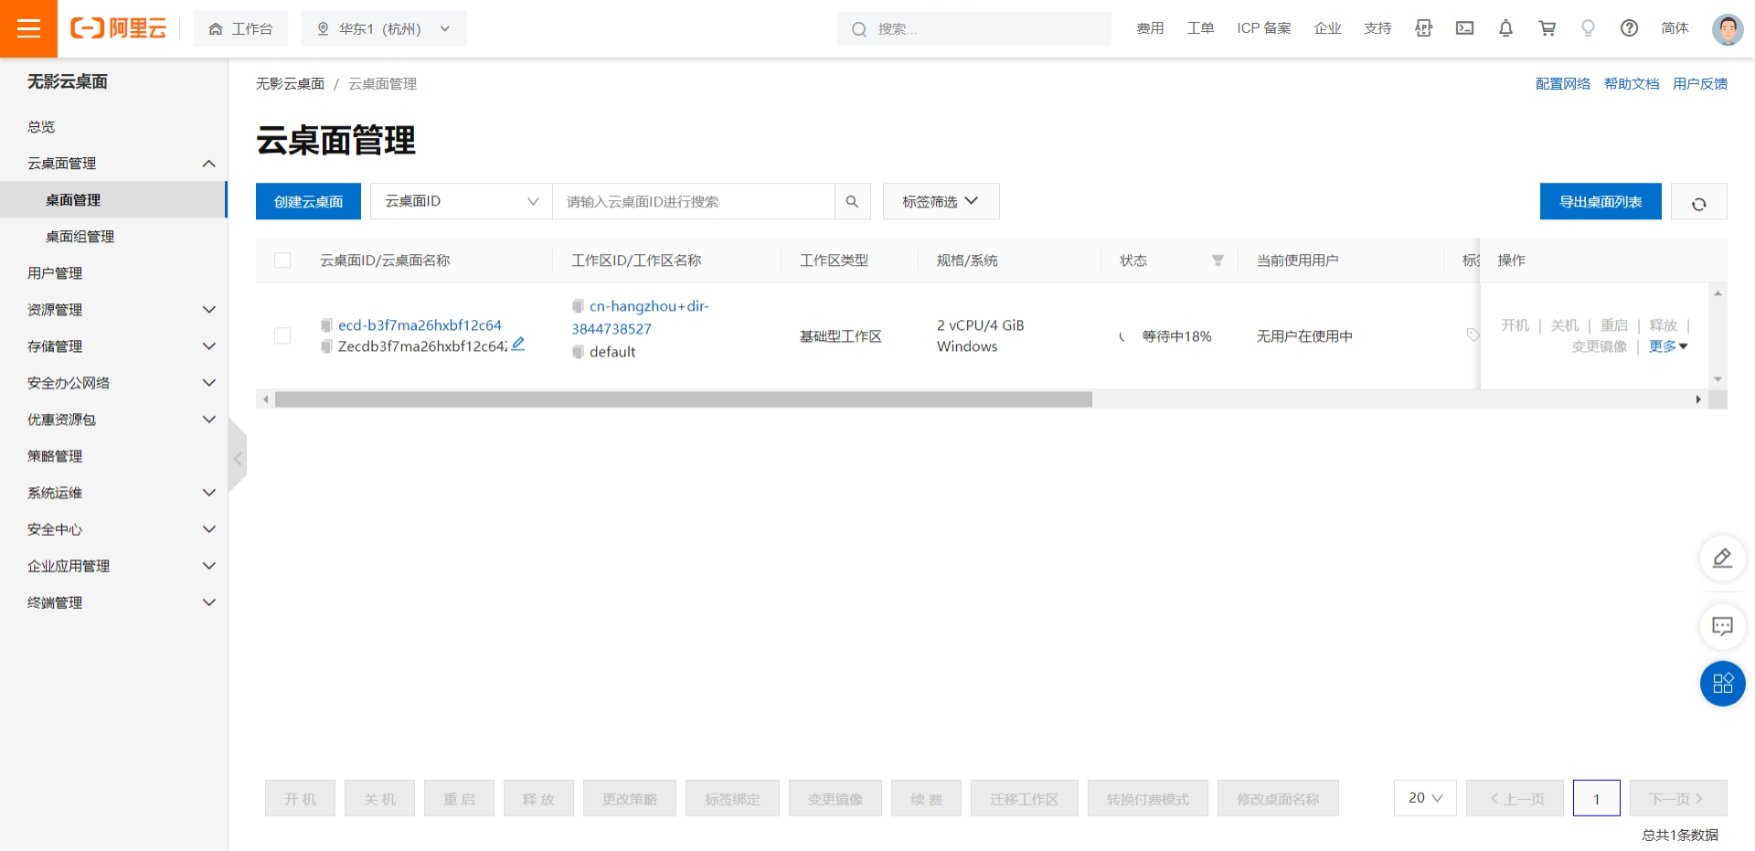 阿里云
工作台
华东1（杭州）
搜索...
费用
工单
ICP 备案
企业
支持
简体
无影云桌面
总览
云桌面管理
桌面管理
桌面组管理
用户管理
资源管理
存储管理
安全办公网络
优惠资源包
策略管理
系统运维
安全中心
企业应用管理
终端管理
无影云桌面 / 云桌面管理
配置网络 帮助文档 用户反馈
云桌面管理
创建云桌面
云桌面ID
请输入云桌面ID进行搜索
标签筛选
导出桌面列表
云桌面ID/云桌面名称
工作区ID/工作区名称
工作区类型
规格/系统
状态
当前使用用户
操作
ecd-b3f7ma26hxbf12c64
Zecdb3f7ma26hxbf12c64
cn-hangzhou+dir-
3844738527
default
基础型工作区
2 vCPU/4 GiB
Windows
等待中18%
无用户在使用中
开机 | 关机 | 重启 | 释放 |
变更镜像 | 更多
开机
关机
重启
释放
更改策略
标签绑定
变更镜像
续费
迁移工作区
转换付费模式
修改桌面名称
20
上一页
1
下一页
总共1条数据